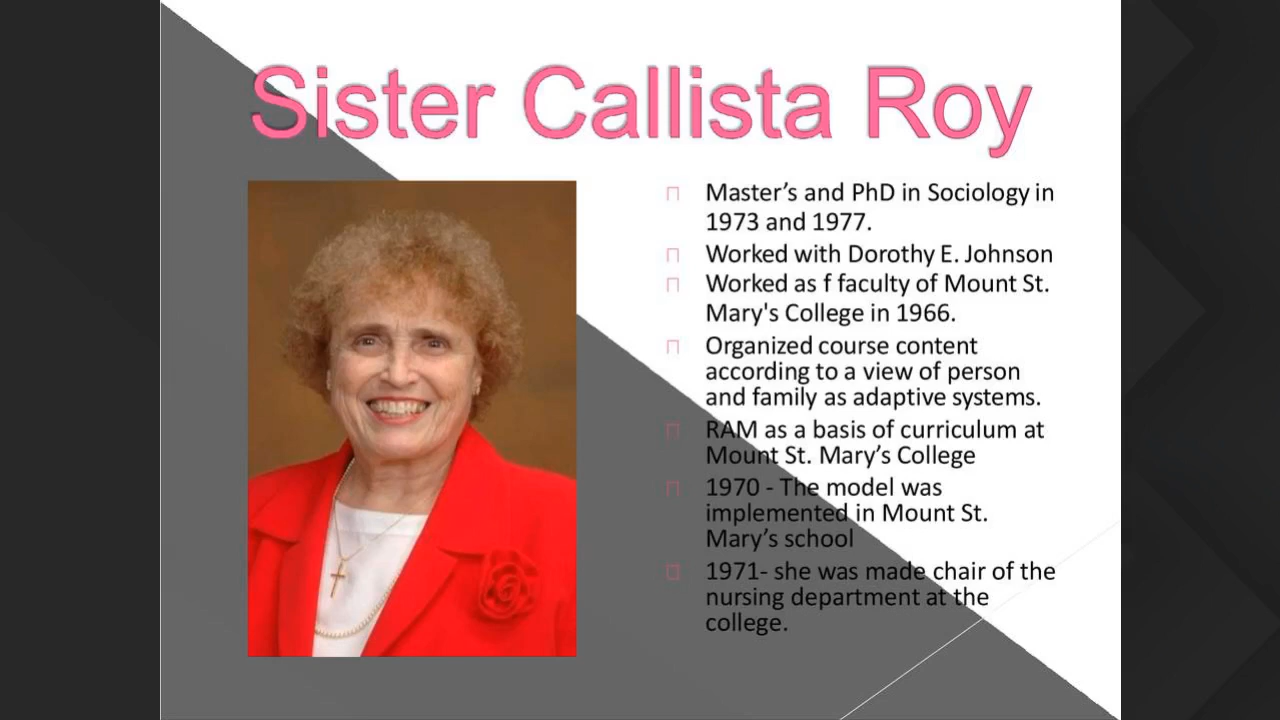 Sister Callista Roy
Master’s and PhD in Sociology in
1973 and 1977.
Worked with Dorothy E. Johnson
Worked as f faculty of Mount St.
Mary's College in 1966.
Organized course content
according to a view of person
and family as adaptive systems.
RAM as a basis of curriculum at
Mount St. Mary’s College
1970 - The model was
implemented in Mount St.
Mary’s school
1971- she was made chair of the
nursing department at the
college.